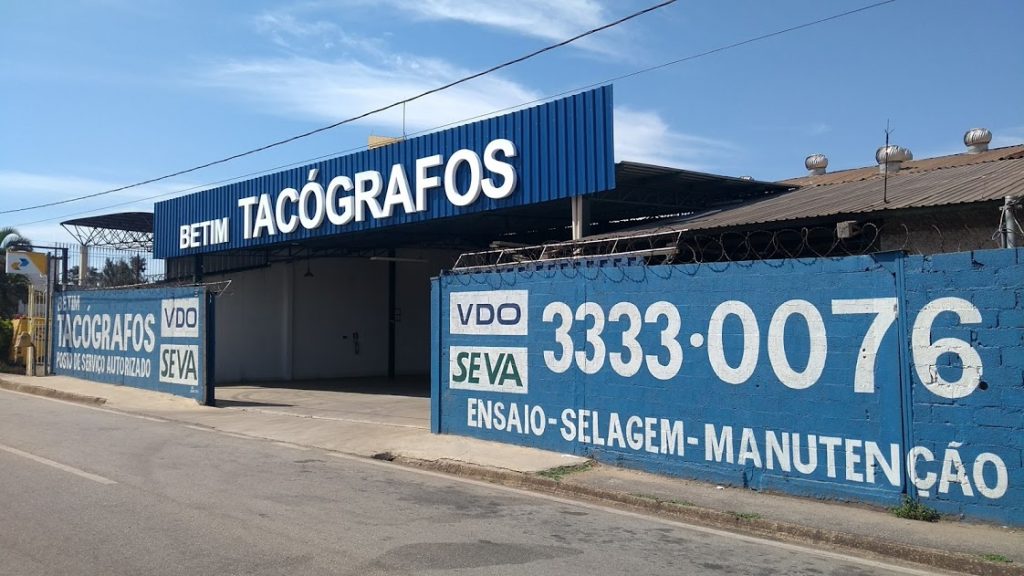 BETIM TACÓGRAFOS
BETIM
TACÓGRAFOS
POSTO DE SERVIÇO AUTORIZADO
VDO
SEVA
VDO
SEVA
3333·0076
ENSAIO-SELAGEM-MANUTENÇÃO